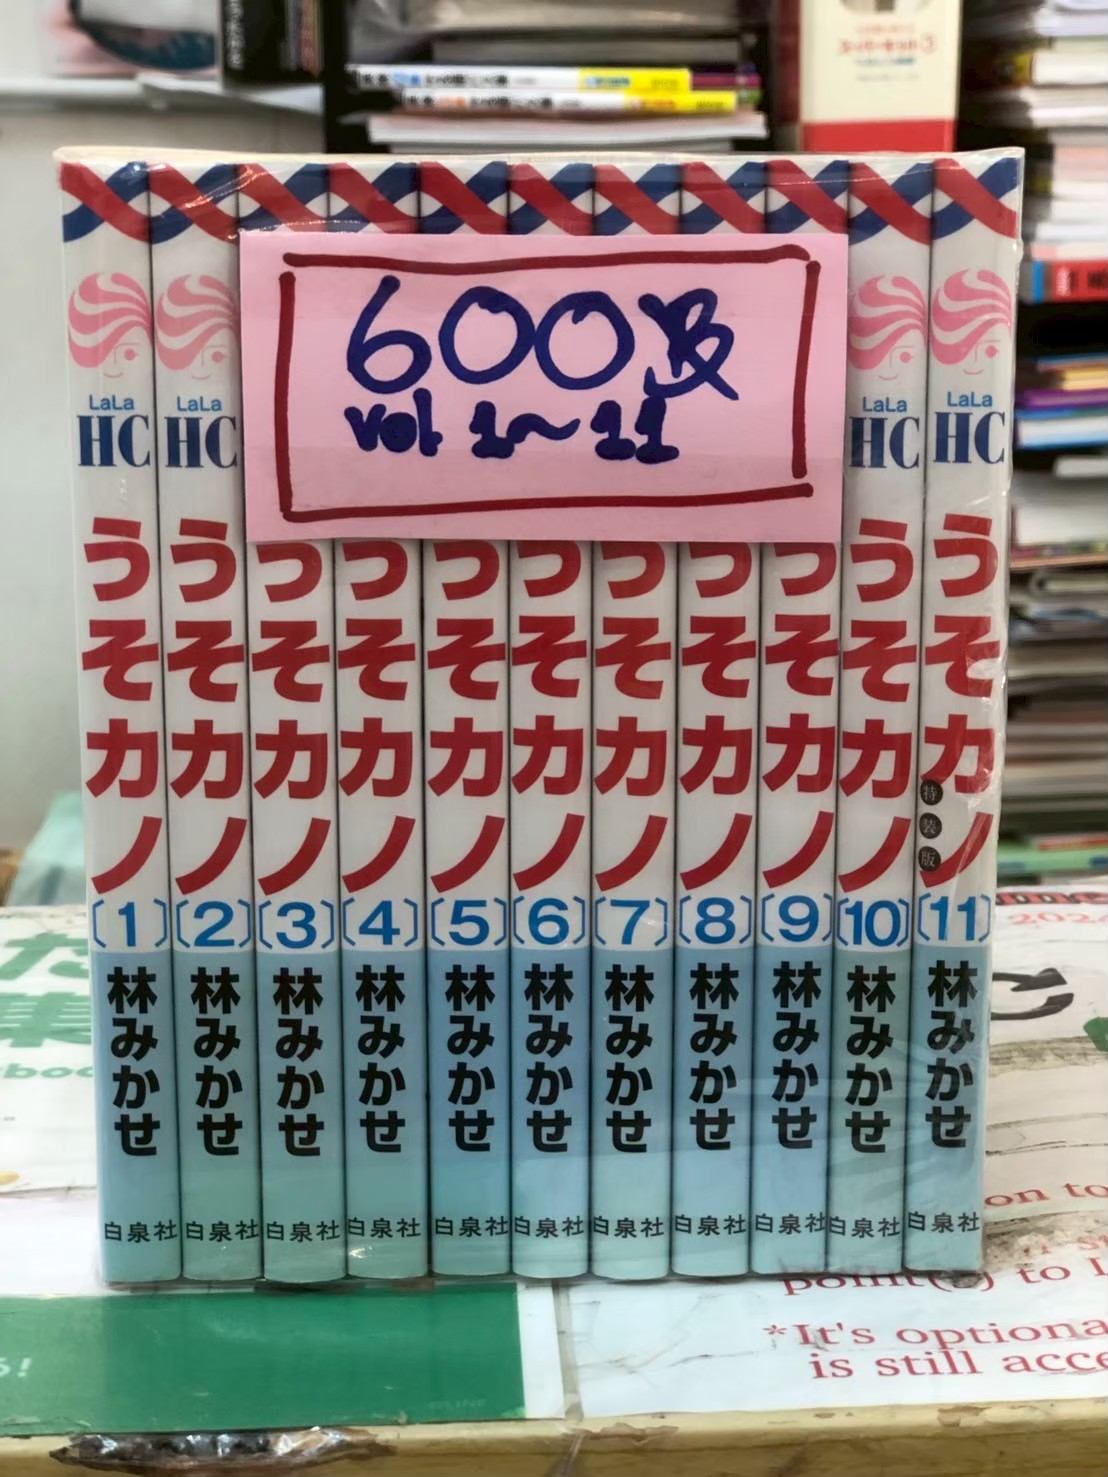 600฿
vol 1~11
LaLa
HC
うそカノ
[1]
林みかせ
白泉社
LaLa
HC
うそカノ
[2]
林みかせ
白泉社
うそカノ
[3]
林みかせ
白泉社
うそカノ
[4]
林みかせ
白泉社
うそカノ
[5]
林みかせ
白泉社
うそカノ
[6]
林みかせ
白泉社
うそカノ
[7]
林みかせ
白泉社
うそカノ
[8]
林みかせ
白泉社
うそカノ
[9]
林みかせ
白泉社
LaLa
HC
うそカノ
[10]
林みかせ
白泉社
LaLa
HC
うそカノ
特装版
[11]
林みかせ
白泉社
on to
point(s) to
*It's optiona
is still acce